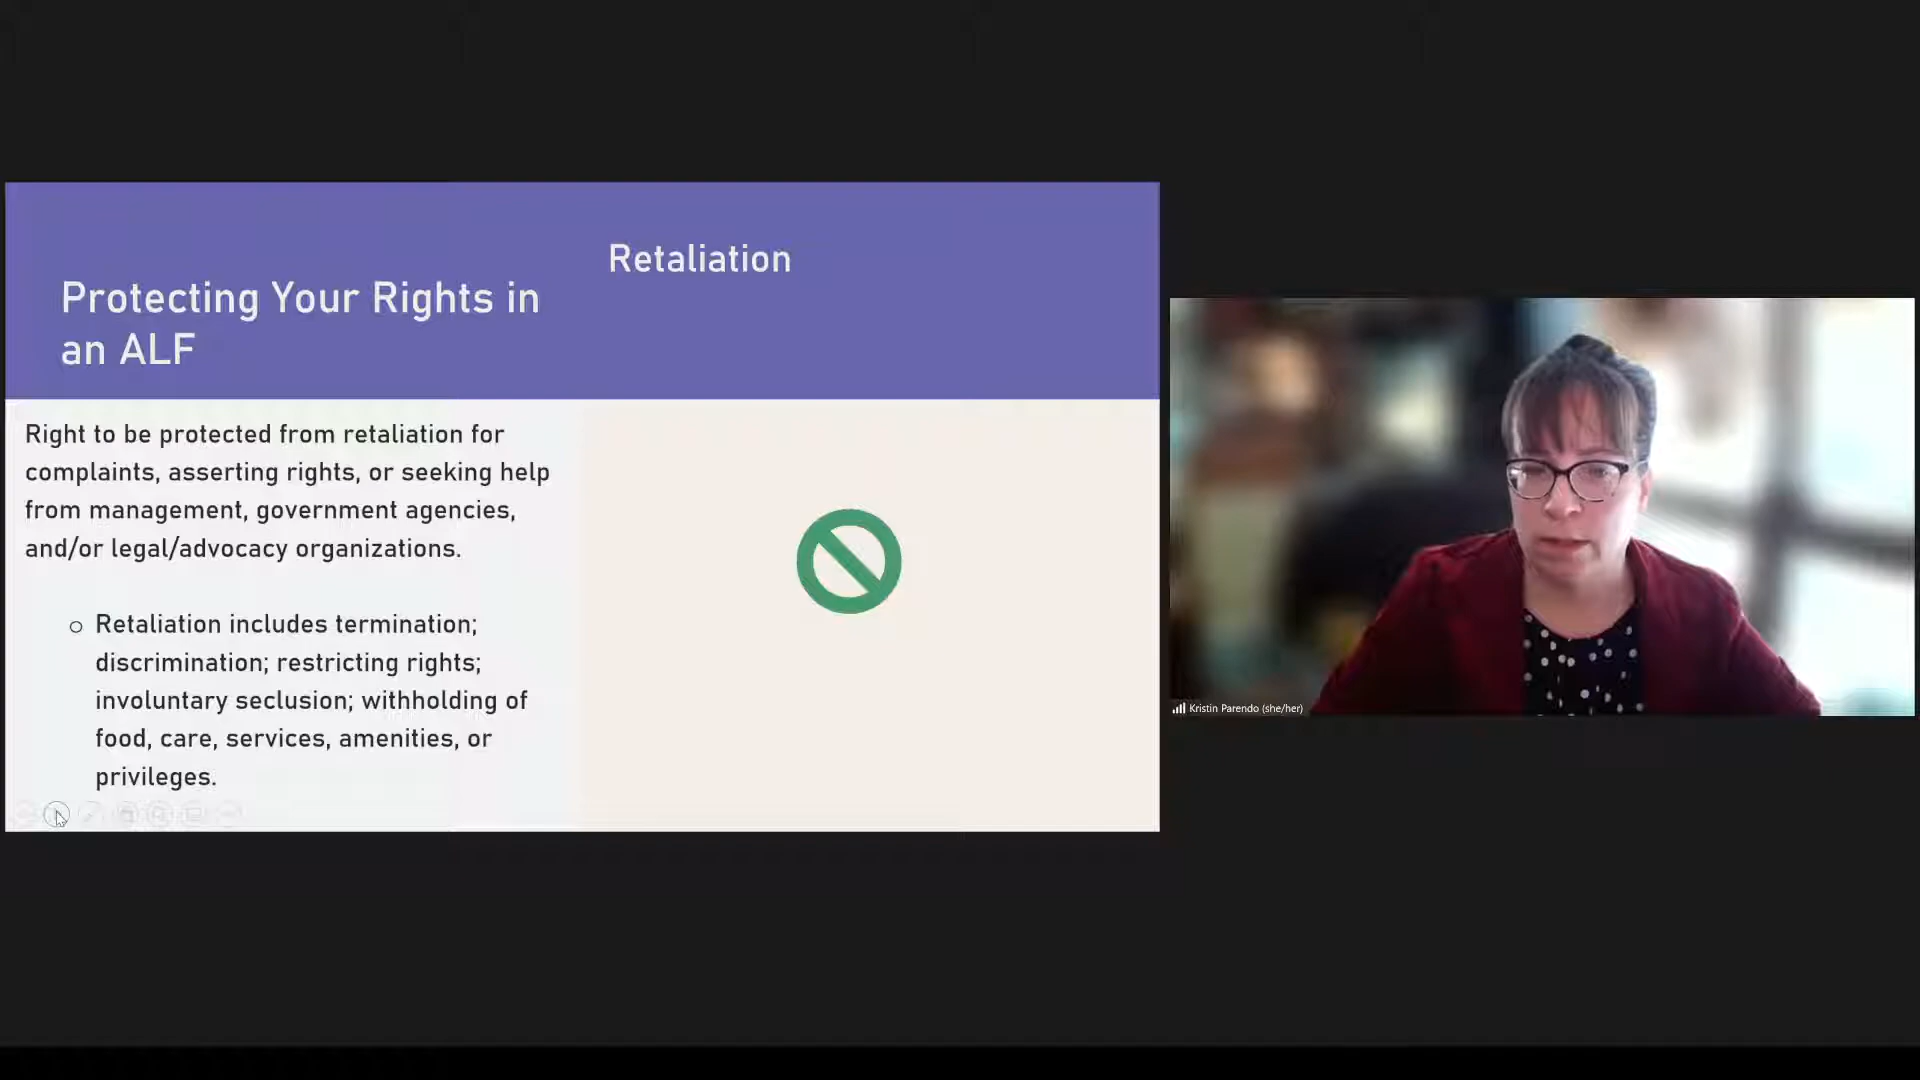 Protecting Your Rights in
an ALF
Retaliation
Right to be protected from retaliation for
complaints, asserting rights, or seeking help
from management, government agencies,
and/or legal/advocacy organizations.
o Retaliation includes termination;
discrimination; restricting rights;
involuntary seclusion; withholding of
food, care, services, amenities, or
privileges.
Kristin Parendo (she/her)